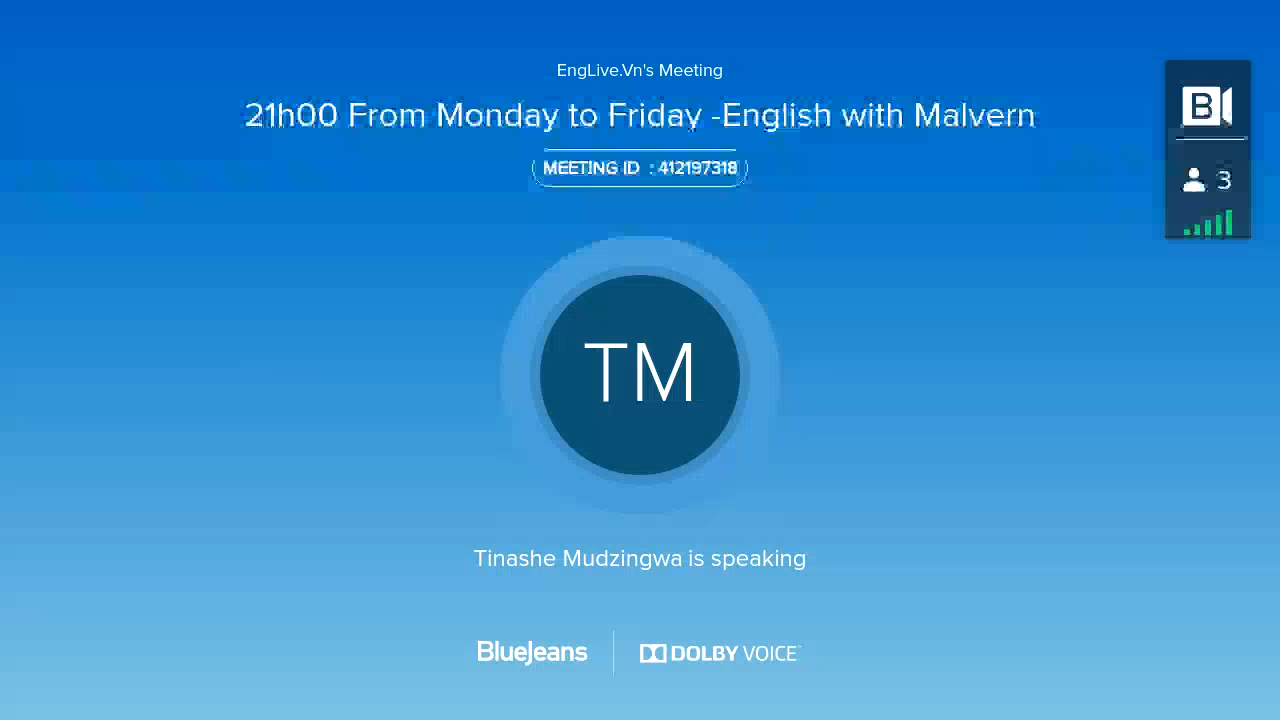 EngLive.Vn's Meeting
21h00 From Monday to Friday -English with Malvern
MEETING ID : 412197318
B
3
TM
Tinashe Mudzingwa is speaking
BlueJeans
DOLBY VOICE